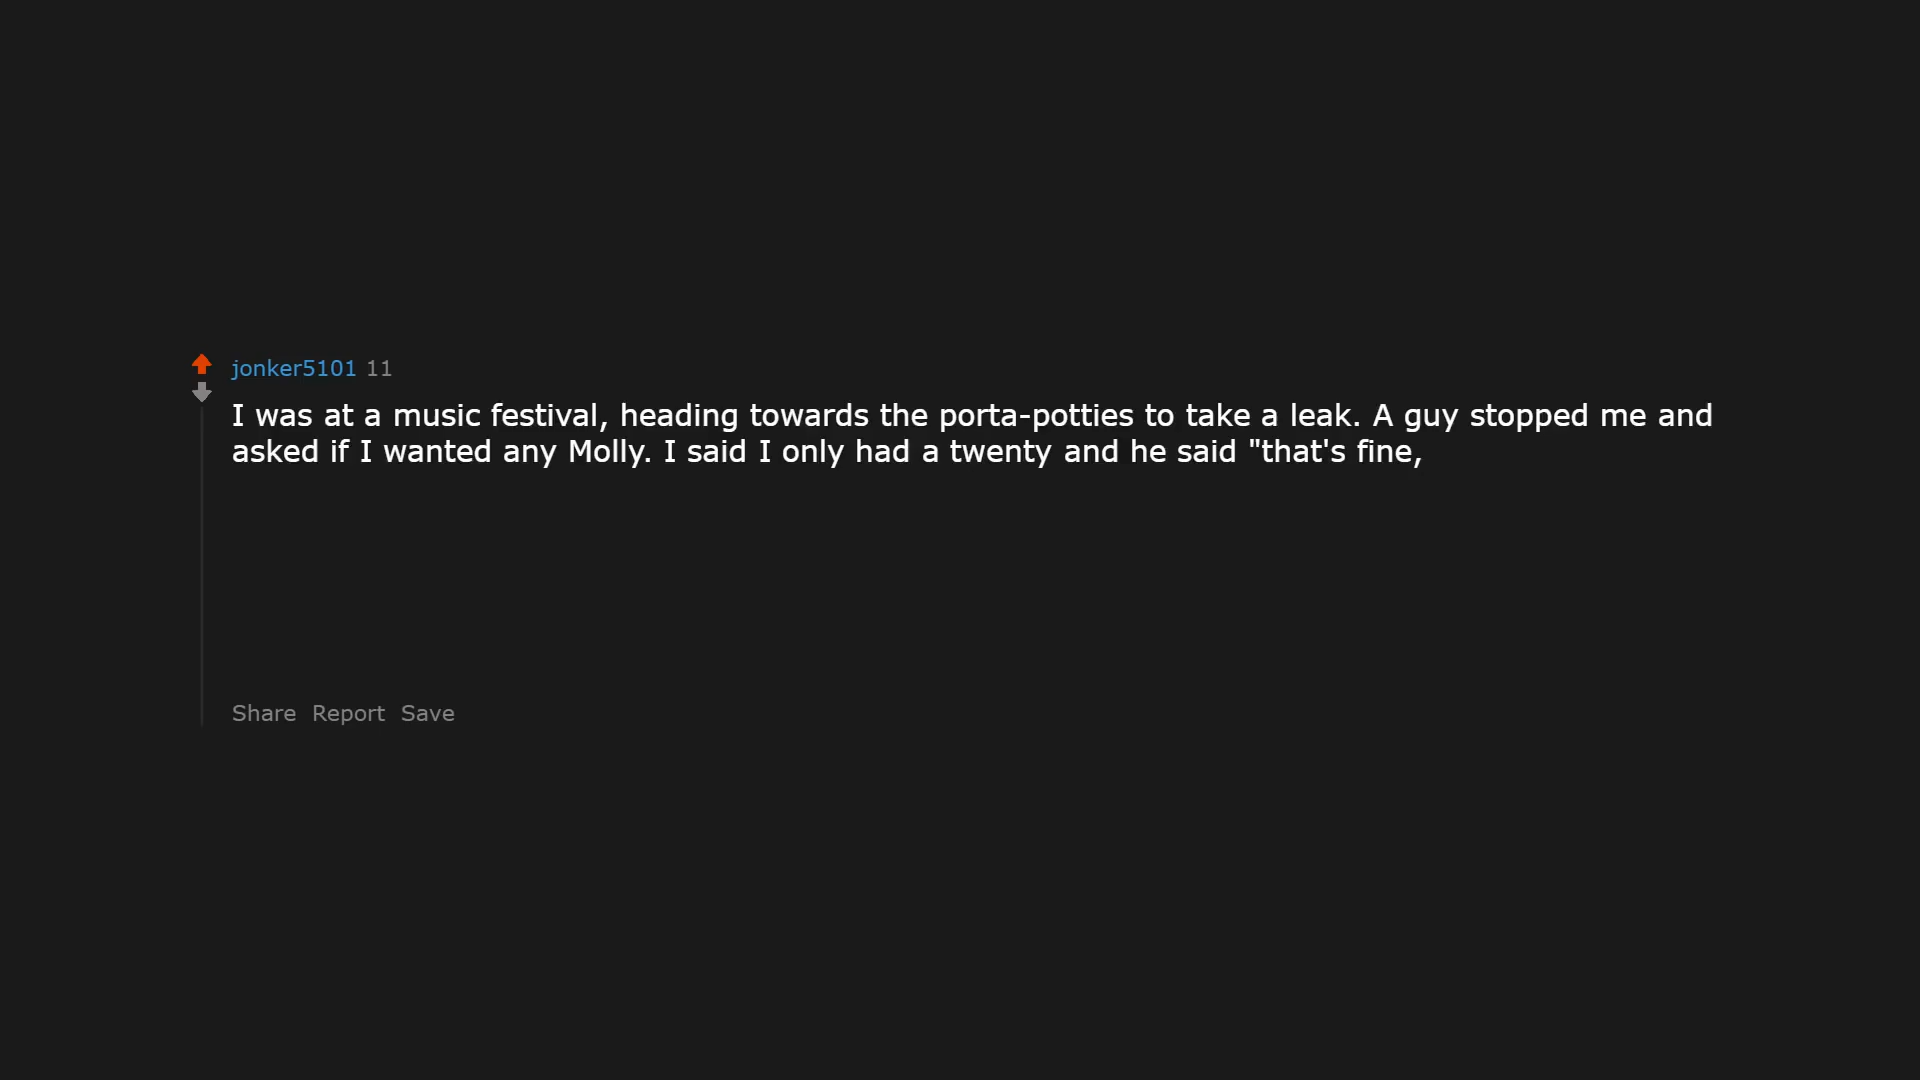 jonker5101 11
I was at a music festival, heading towards the porta-potties to take a leak. A guy stopped me and
asked if I wanted any Molly. I said I only had a twenty and he said "that's fine,
Share Report Save